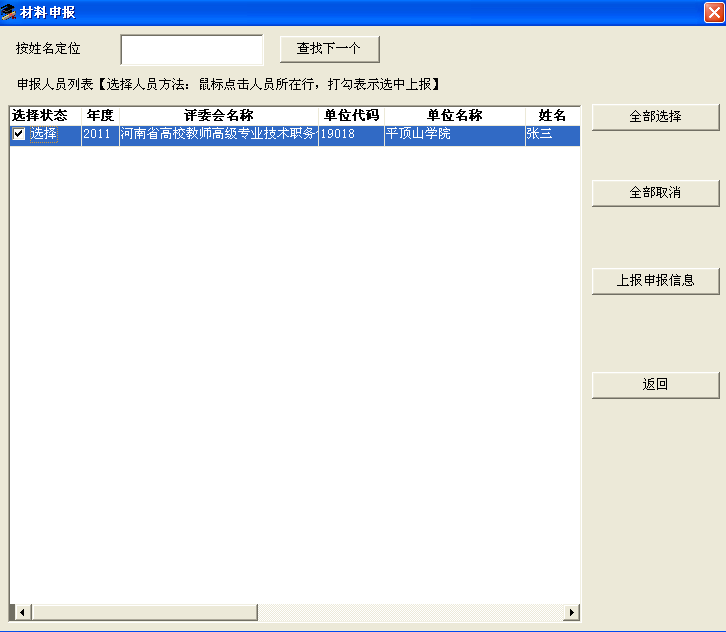 材料申报
按姓名定位 查找下一个
申报人员列表【选择人员方法：鼠标点击人员所在行，打勾表示选中上报】
选择状态 年度 评委会名称 单位代码 单位名称 姓名
选择 2011 河南省高校教师高级专业技术职务 19018 平顶山学院 张三
全部选择
全部取消
上报申报信息
返回